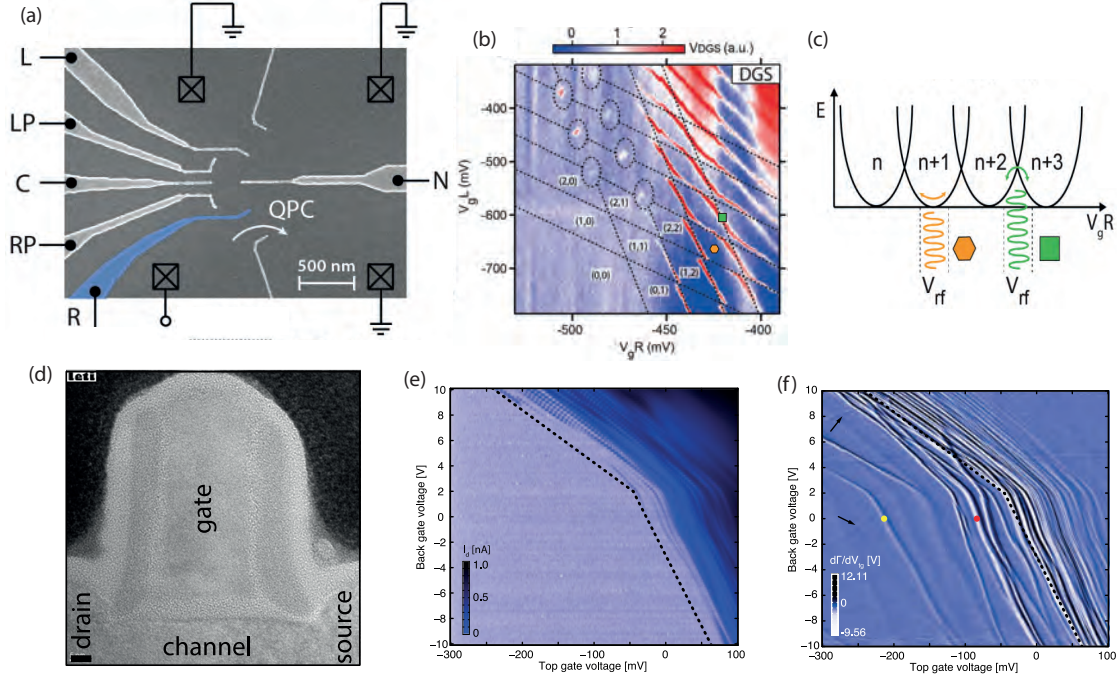 (a)
L
LP
C
RP
R
N
QPC
500 nm
(b)
0 1 2 VDGS (a.u.)
DGS
-400
-500
-600
-700
VgL (mV)
(2,0)
(1,0)
(2,1)
(1,1)
(2,2)
(0,0)
(1,2)
(0,1)
-500 -450 -400
VgR (mV)
(c)
E
n n+1 n+2 n+3
VgR
Vrf Vrf
(d)
leti
gate
drain
channel
source
(e)
10
8
6
4
2
0
−2
−4
−6
−8
−10
Back gate voltage [V]
Id [nA]
1.0
0.5
0
−300 −200 −100 0 100
Top gate voltage [mV]
(f)
10
8
6
4
2
0
−2
−4
−6
−8
−10
Back gate voltage [V]
dΓ/dVtg [V]
12.11
0
-9.56
−300 −200 −100 0 100
Top gate voltage [mV]